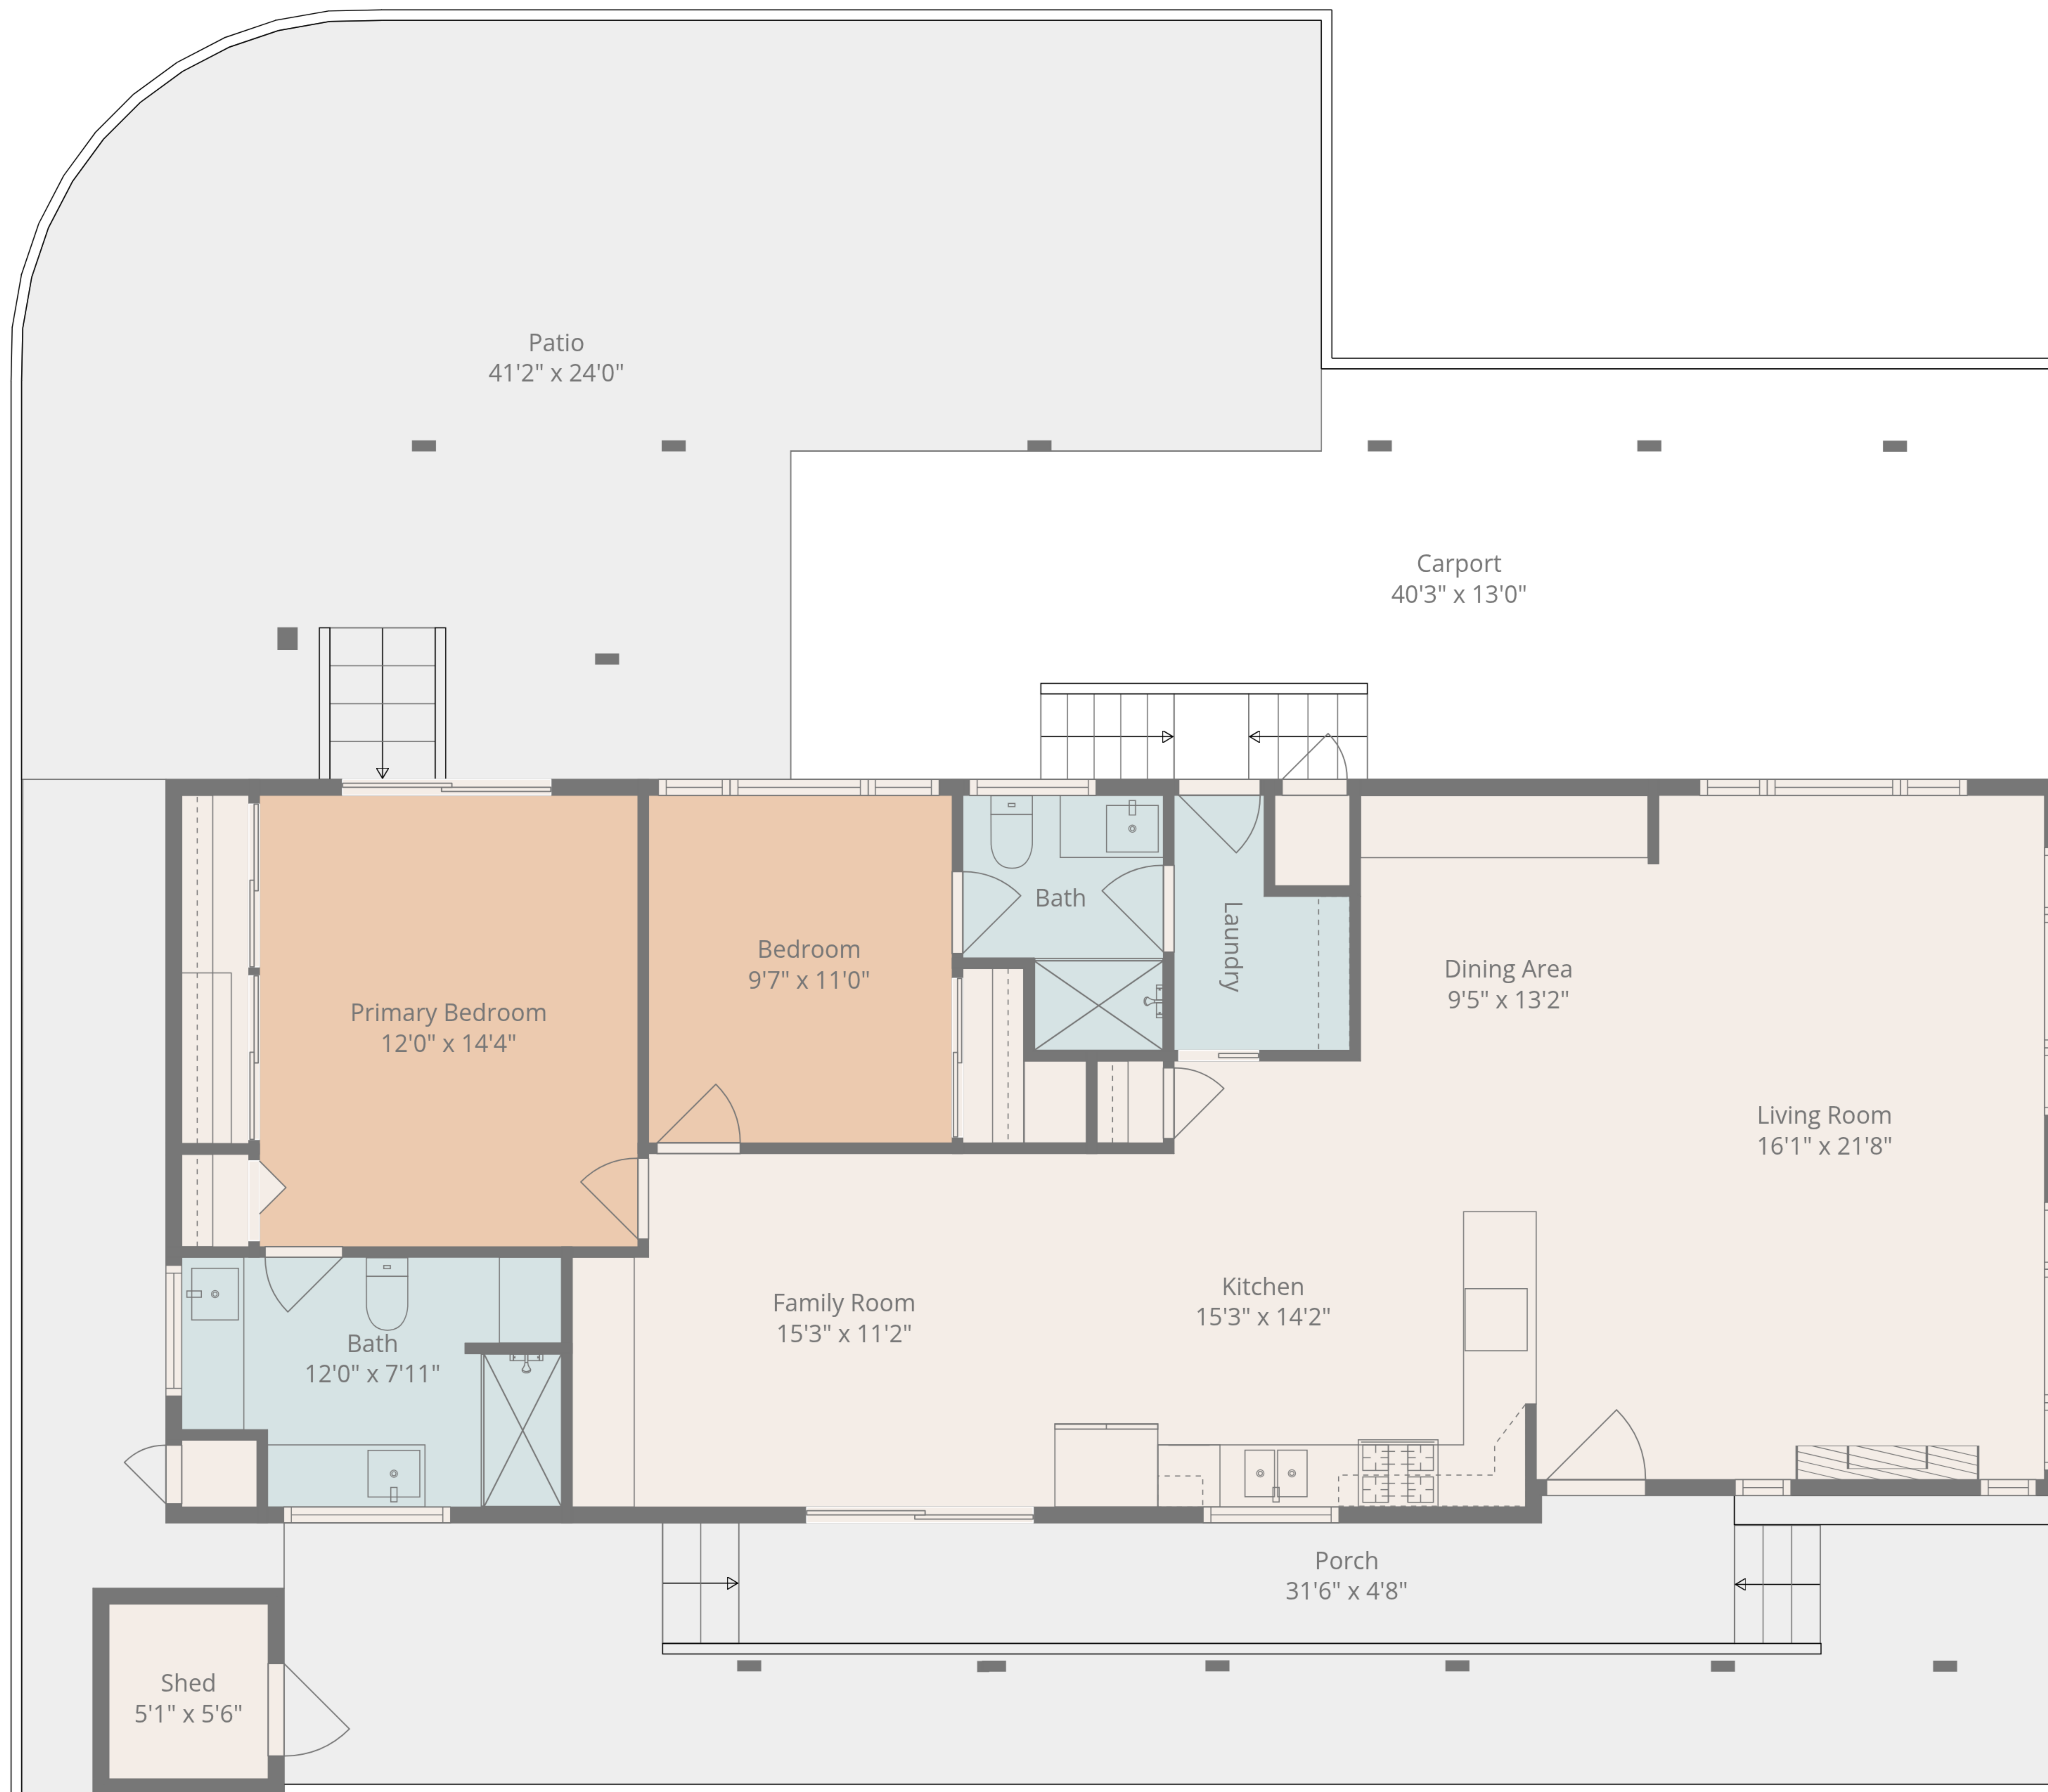 Patio
41'2" x 24'0"
Carport
40'3" x 13'0"
Bath
Laundry
Bedroom
9'7" x 11'0"
Dining Area
9'5" x 13'2"
Primary Bedroom
12'0" x 14'4"
Living Room
16'1" x 21'8"
Kitchen
15'3" x 14'2"
Family Room
15'3" x 11'2"
Bath
12'0" x 7'11"
Porch
31'6" x 4'8"
Shed
5'1" x 5'6"